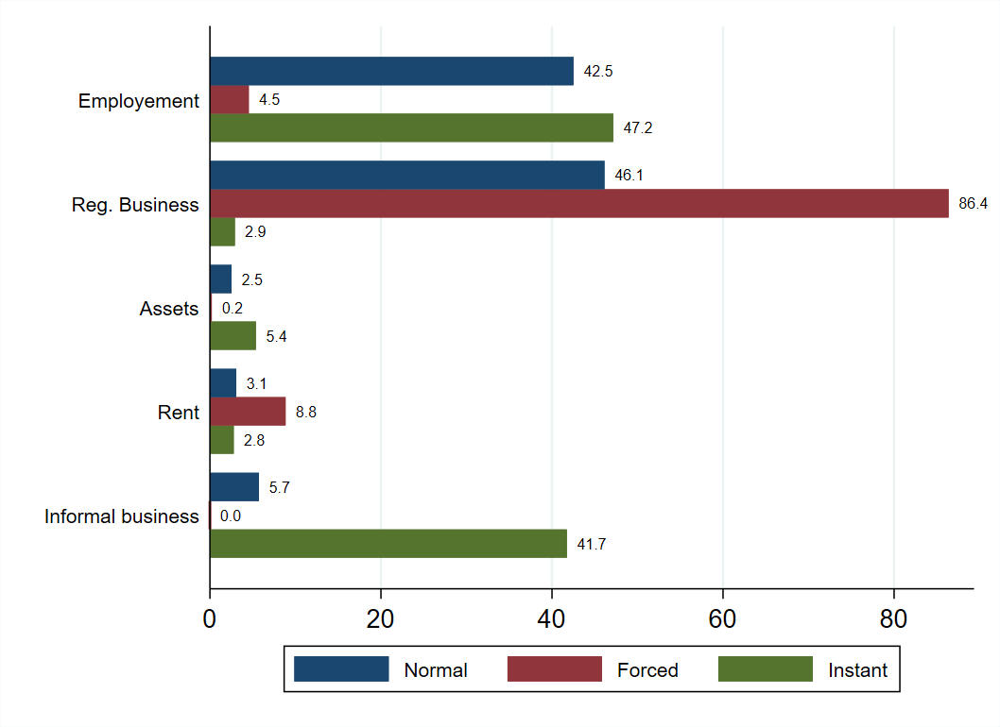 42.5
Employement
4.5
47.2
46.1
Reg. Business
86.4
2.9
2.5
Assets
0.2
5.4
3.1
Rent
8.8
2.8
5.7
Informal business
0.0
41.7
0 20 40 60 80
Normal Forced Instant